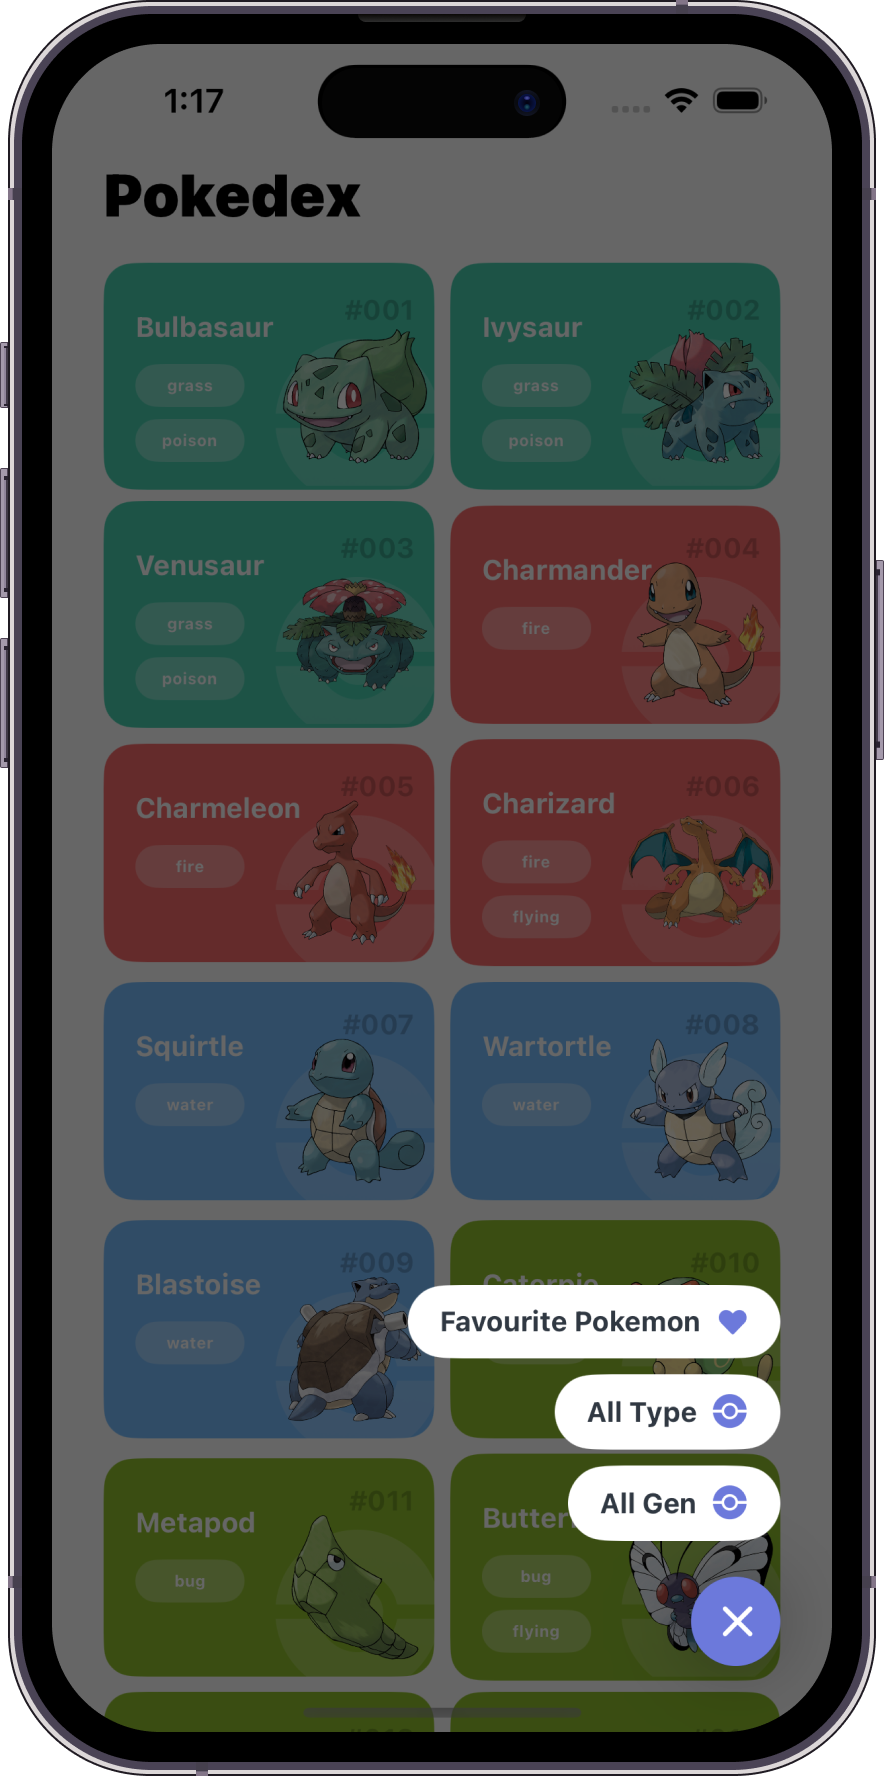 1:17
Pokedex
#001
Bulbasaur
grass
poison
#002
Ivysaur
grass
poison
#003
Venusaur
grass
poison
#004
Charmander
fire
#005
Charmeleon
fire
#006
Charizard
fire
flying
#007
Squirtle
water
#008
Wartortle
water
#009
Blastoise
water
#010
Caterpie
Favourite Pokemon
All Type
All Gen
#011
Metapod
bug
Butter
bug
flying